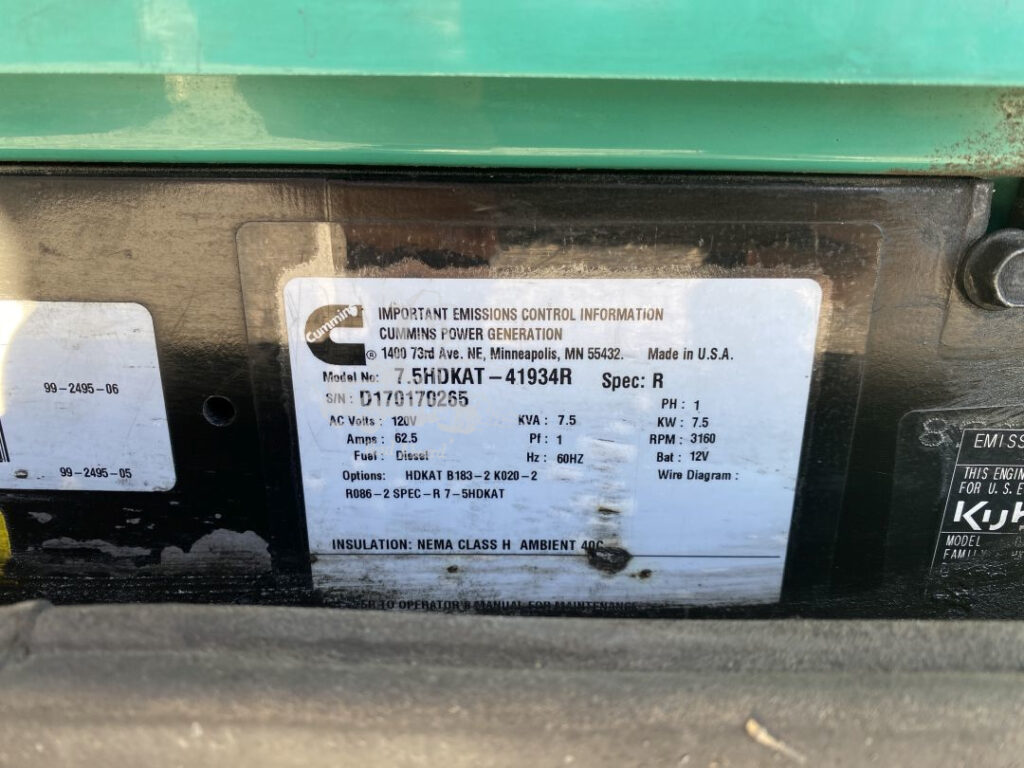 99-2495-06
99-2495-05
Cummins
IMPORTANT EMISSIONS CONTROL INFORMATION
CUMMINS POWER GENERATION
® 1400 73rd Ave. NE, Minneapolis, MN 55432. Made in U.S.A.
Model No: 7.5HDKAT-41934R Spec: R
S/N : D170170265 PH : 1
AC Volts : 120V KVA : 7.5 KW : 7.5
Amps : 62.5 Pf : 1 RPM : 3160
Fuel : Diesel Hz : 60HZ Bat : 12V
Options: HDKAT B183-2 K020-2 Wire Diagram :
R086-2 SPEC-R 7-5HDKAT
INSULATION: NEMA CLASS H AMBIENT 40C
TO OPERATOR'S MANUAL FOR MAINTENANCE
EMISS
THIS ENGIN
FOR U.S.E
Ku
MODEL
FAMILY